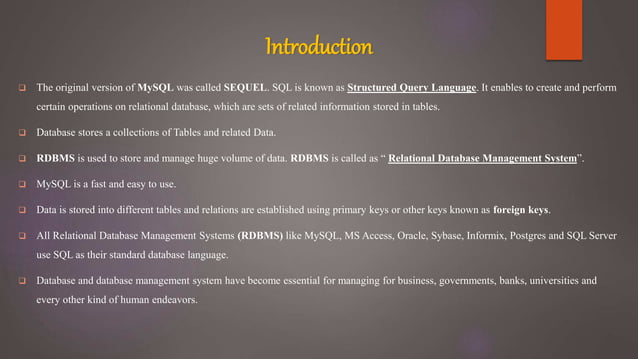 Introduction
The original version of MySQL was called SEQUEL. SQL is known as Structured Query Language. It enables to create and perform
certain operations on relational database, which are sets of related information stored in tables.
Database stores a collections of Tables and related Data.
RDBMS is used to store and manage huge volume of data. RDBMS is called as “ Relational Database Management System”.
MySQL is a fast and easy to use.
Data is stored into different tables and relations are established using primary keys or other keys known as foreign keys.
All Relational Database Management Systems (RDBMS) like MySQL, MS Access, Oracle, Sybase, Informix, Postgres and SQL Server
use SQL as their standard database language.
Database and database management system have become essential for managing for business, governments, banks, universities and
every other kind of human endeavors.